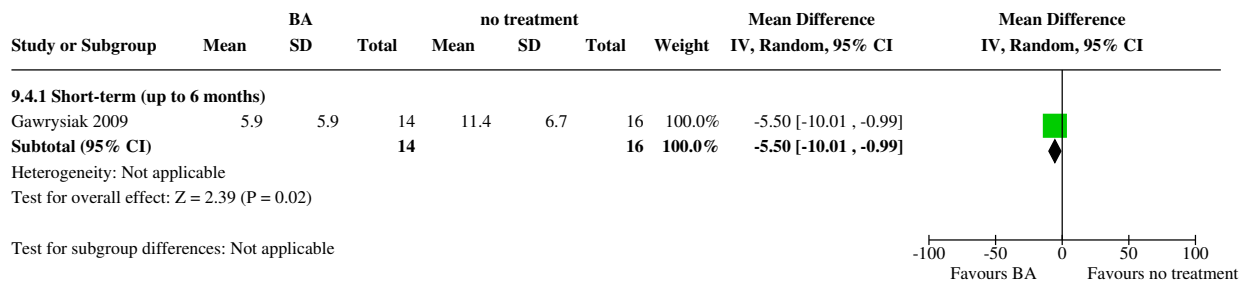 BA no treatment Mean Difference Mean Difference
Study or Subgroup Mean SD Total Mean SD Total Weight IV, Random, 95% CI IV, Random, 95% CI
9.4.1 Short-term (up to 6 months)
Gawrysiak 2009 5.9 5.9 14 11.4 6.7 16 100.0% -5.50 [-10.01 , -0.99]
Subtotal (95% CI) 14 16 100.0% -5.50 [-10.01 , -0.99]
Heterogeneity: Not applicable
Test for overall effect: Z = 2.39 (P = 0.02)
Test for subgroup differences: Not applicable
-100 -50 0 50 100
Favours BA Favours no treatment